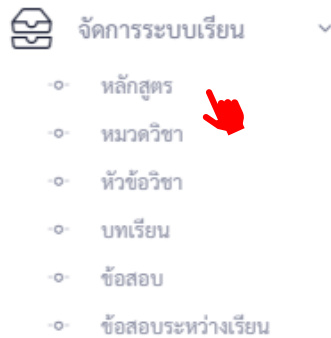 จัดการระบบเรียน
หลักสูตร
หมวดวิชา
หัวข้อวิชา
บทเรียน
ข้อสอบ
ข้อสอบระหว่างเรียน